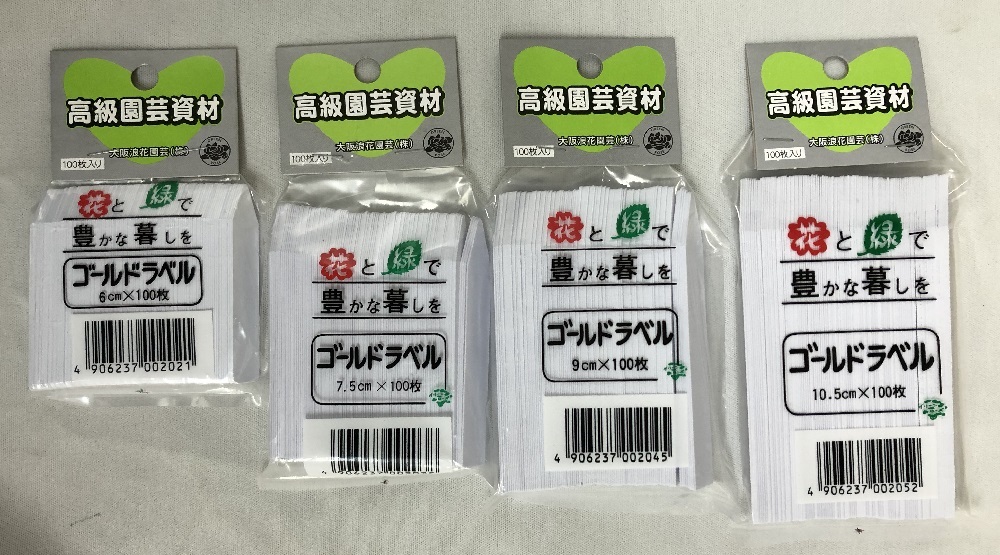 高級園芸資材
大阪浪花園芸(株)
100枚入り
花と緑で
豊かな暮しを
ゴールドラベル
6cm×100枚
4 906237 002021
高級園芸資材
大阪浪花園芸(株)
100枚入り
花と緑で
豊かな暮しを
ゴールドラベル
7.5cm×100枚
高級園芸資材
大阪浪花園芸(株)
100枚入り
花と緑で
豊かな暮しを
ゴールドラベル
9cm×100枚
4 906237 002045
高級園芸資材
大阪浪花園芸(株)
100枚入り
花と緑で
豊かな暮しを
ゴールドラベル
10.5cm×100枚
4 906237 002052